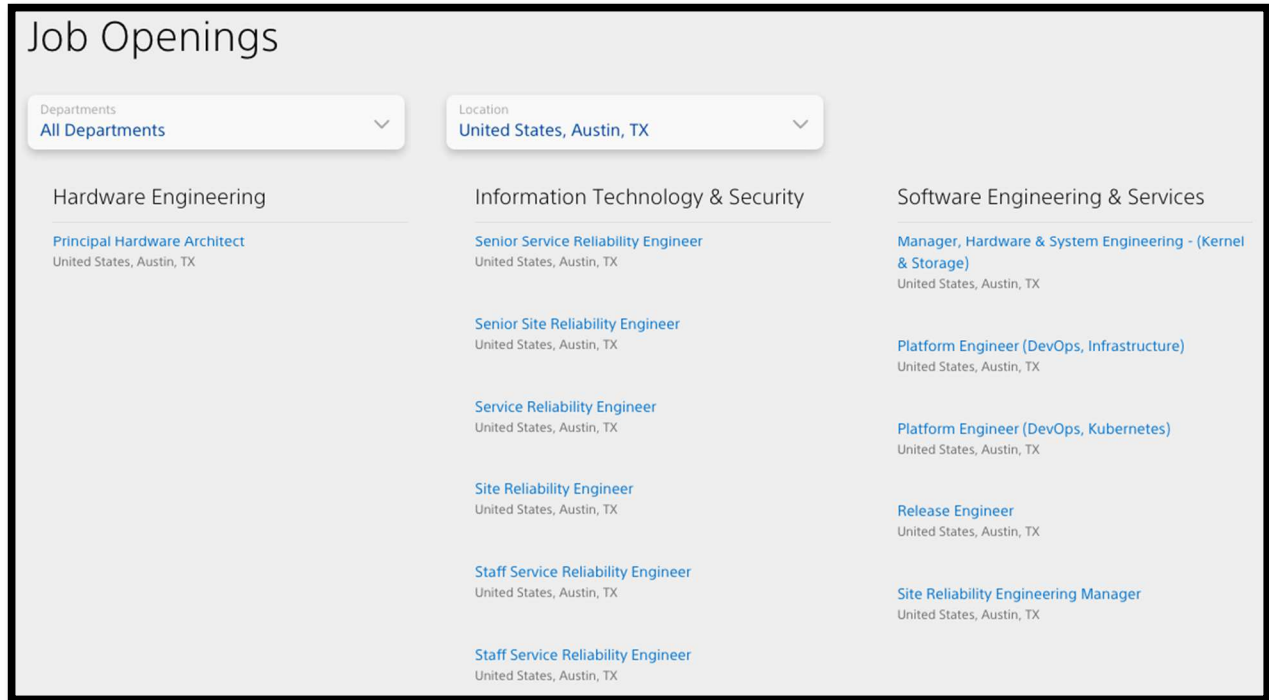 Job Openings
Departments
All Departments
Location
United States, Austin, TX
Hardware Engineering
Principal Hardware Architect
United States, Austin, TX
Information Technology & Security
Senior Service Reliability Engineer
United States, Austin, TX
Senior Site Reliability Engineer
United States, Austin, TX
Service Reliability Engineer
United States, Austin, TX
Site Reliability Engineer
United States, Austin, TX
Staff Service Reliability Engineer
United States, Austin, TX
Staff Service Reliability Engineer
United States, Austin, TX
Software Engineering & Services
Manager, Hardware & System Engineering - (Kernel
& Storage)
United States, Austin, TX
Platform Engineer (DevOps, Infrastructure)
United States, Austin, TX
Platform Engineer (DevOps, Kubernetes)
United States, Austin, TX
Release Engineer
United States, Austin, TX
Site Reliability Engineering Manager
United States, Austin, TX